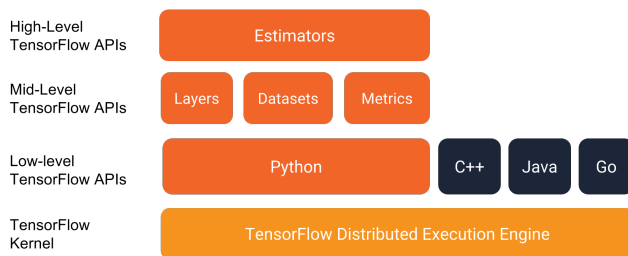 High-Level
TensorFlow APIs
Estimators
Mid-Level
TensorFlow APIs
Layers
Datasets
Metrics
Low-level
TensorFlow APIs
Python
C++
Java
Go
TensorFlow
Kernel
TensorFlow Distributed Execution Engine